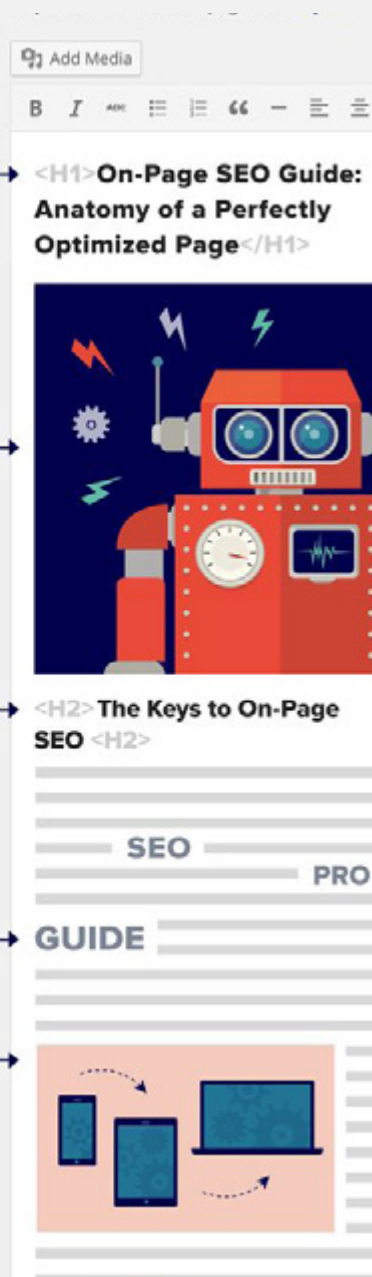 Add Media
B I ABC
<H1>On-Page SEO Guide:
Anatomy of a Perfectly
Optimized Page</H1>
<H2>The Keys to On-Page
SEO <H2>
SEO
PRO
GUIDE